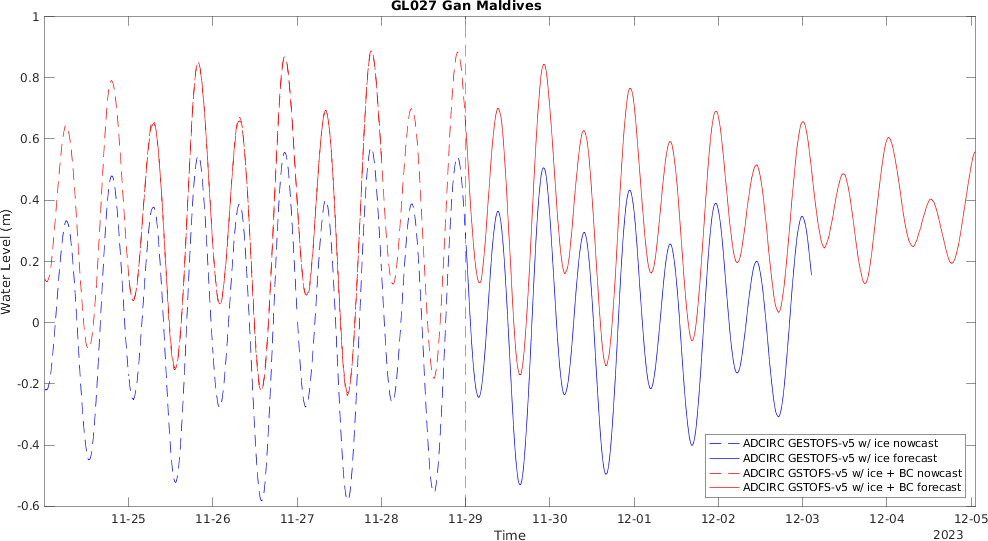 GL027 Gan Maldives
Water Level (m)
1
0.8
0.6
0.4
0.2
0
-0.2
-0.4
-0.6
11-25 11-26 11-27 11-28 11-29 11-30 12-01 12-02 12-03 12-04 12-05
Time
2023
ADCIRC GESTOFS-v5 w/ ice nowcast
ADCIRC GESTOFS-v5 w/ ice forecast
ADCIRC GSTOFS-v5 w/ ice + BC nowcast
ADCIRC GSTOFS-v5 w/ ice + BC forecast